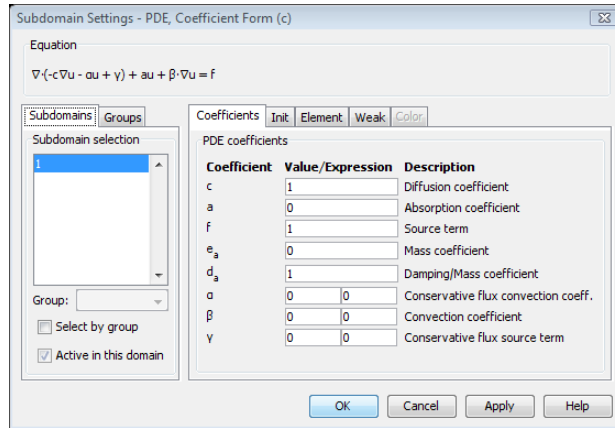 Subdomain Settings - PDE, Coefficient Form (c)
Equation
∇·(-c∇u - αu + γ) + au + β·∇u = f
Subdomains Groups
Subdomain selection
1
Group:
Select by group
Active in this domain
Coefficients Init Element Weak Color
PDE coefficients
Coefficient Value/Expression Description
c 1 Diffusion coefficient
a 0 Absorption coefficient
f 1 Source term
eₐ 0 Mass coefficient
dₐ 1 Damping/Mass coefficient
α 0 0 Conservative flux convection coeff.
β 0 0 Convection coefficient
γ 0 0 Conservative flux source term
OK Cancel Apply Help